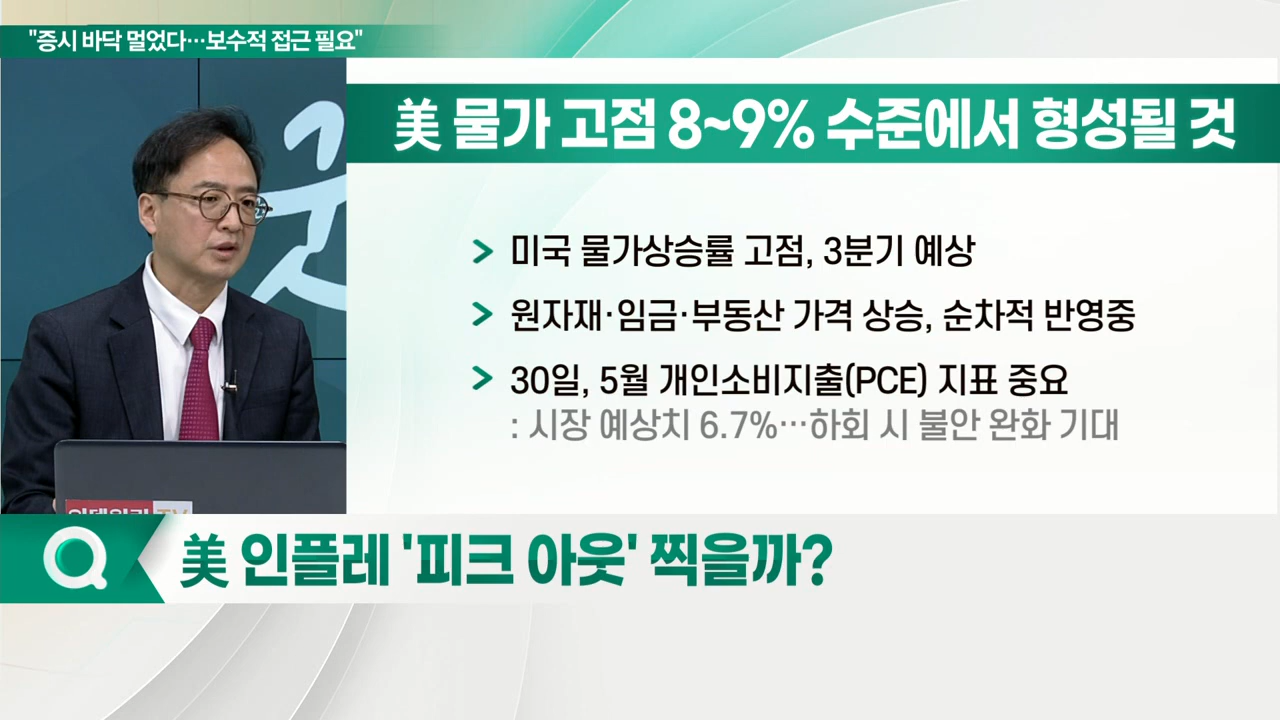 "증시 바닥 멀었다…보수적 접근 필요"
美 물가 고점 8~9% 수준에서 형성될 것
> 미국 물가상승률 고점, 3분기 예상
> 원자재·임금·부동산 가격 상승, 순차적 반영중
> 30일, 5월 개인소비지출(PCE) 지표 중요
: 시장 예상치 6.7%…하회 시 불안 완화 기대
TV
Q 美 인플레 '피크 아웃' 찍을까?